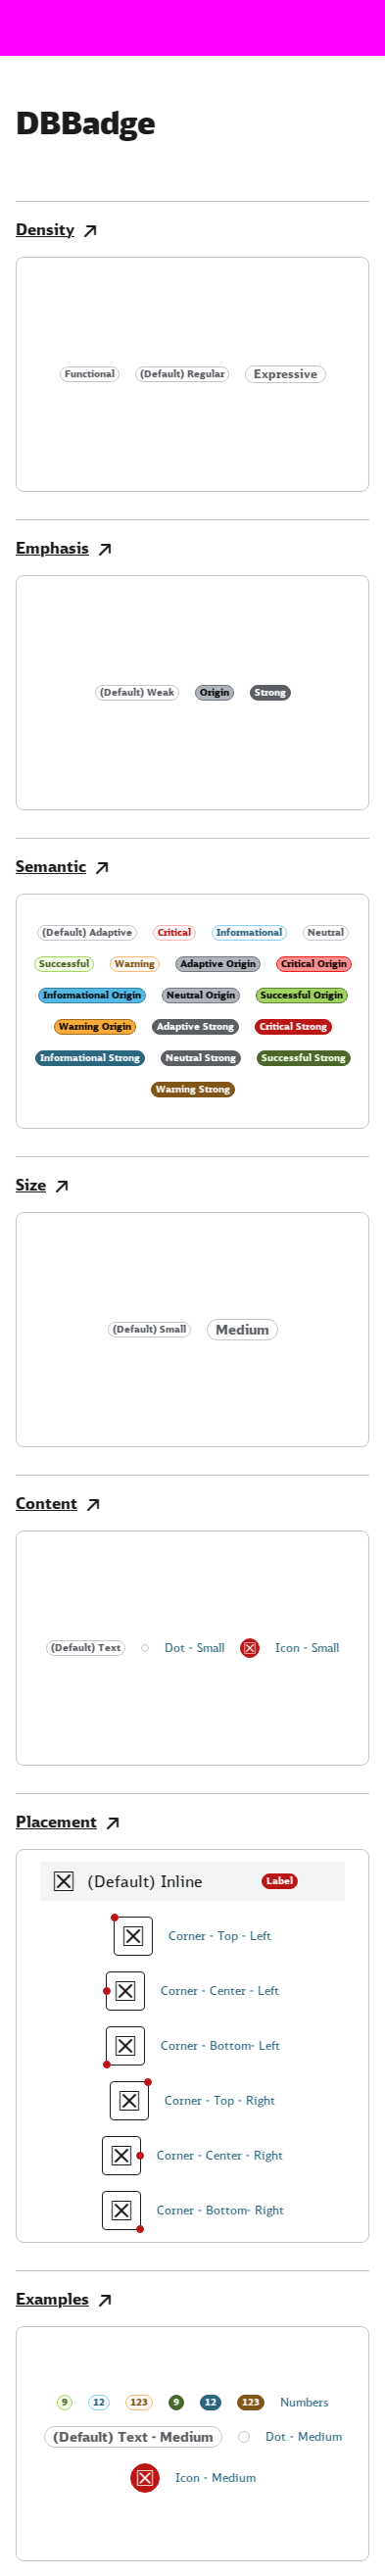 DBBadge
Density
Functional (Default) Regular Expressive
Emphasis
(Default) Weak Origin Strong
Semantic
(Default) Adaptive Critical Informational Neutral
Successful Warning Adaptive Origin Critical Origin
Informational Origin Neutral Origin Successful Origin
Warning Origin Adaptive Strong Critical Strong
Informational Strong Neutral Strong Successful Strong
Warning Strong
Size
(Default) Small Medium
Content
(Default) Text Dot - Small Icon - Small
Placement
(Default) Inline Label
Corner - Top - Left
Corner - Center - Left
Corner - Bottom- Left
Corner - Top - Right
Corner - Center - Right
Corner - Bottom- Right
Examples
9 12 123 9 12 123 Numbers
(Default) Text - Medium Dot - Medium
Icon - Medium